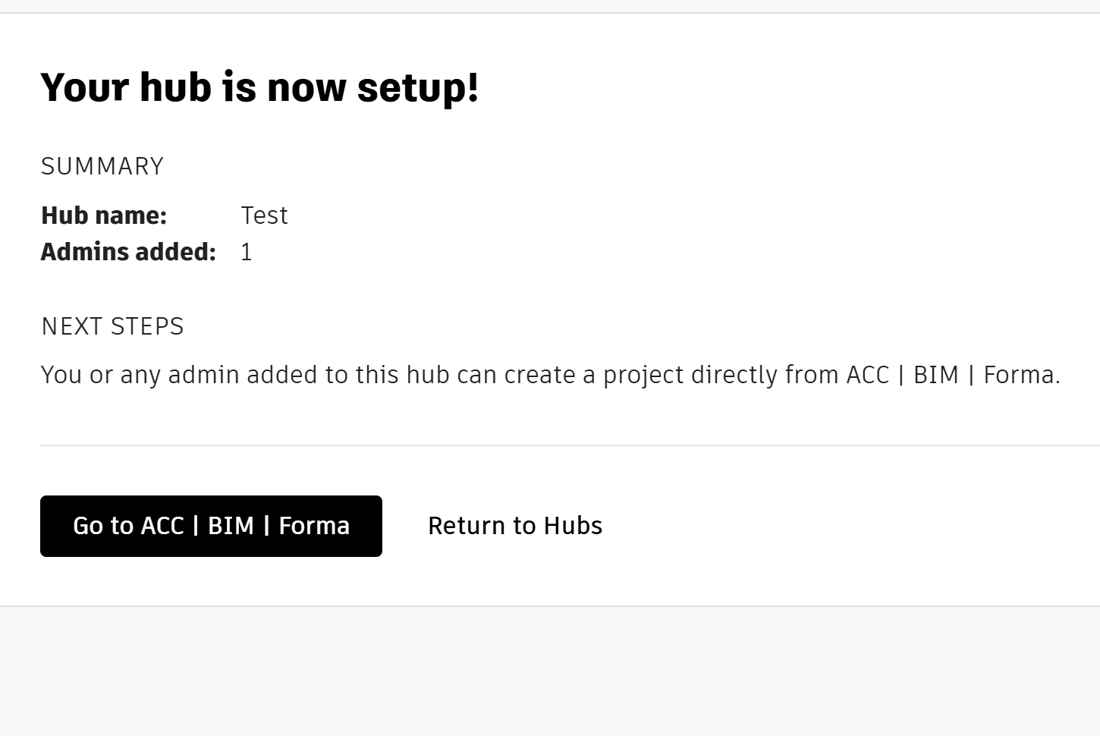 Your hub is now setup!
SUMMARY
Hub name: Test
Admins added: 1
NEXT STEPS
You or any admin added to this hub can create a project directly from ACC | BIM | Forma.
Go to ACC | BIM | Forma Return to Hubs